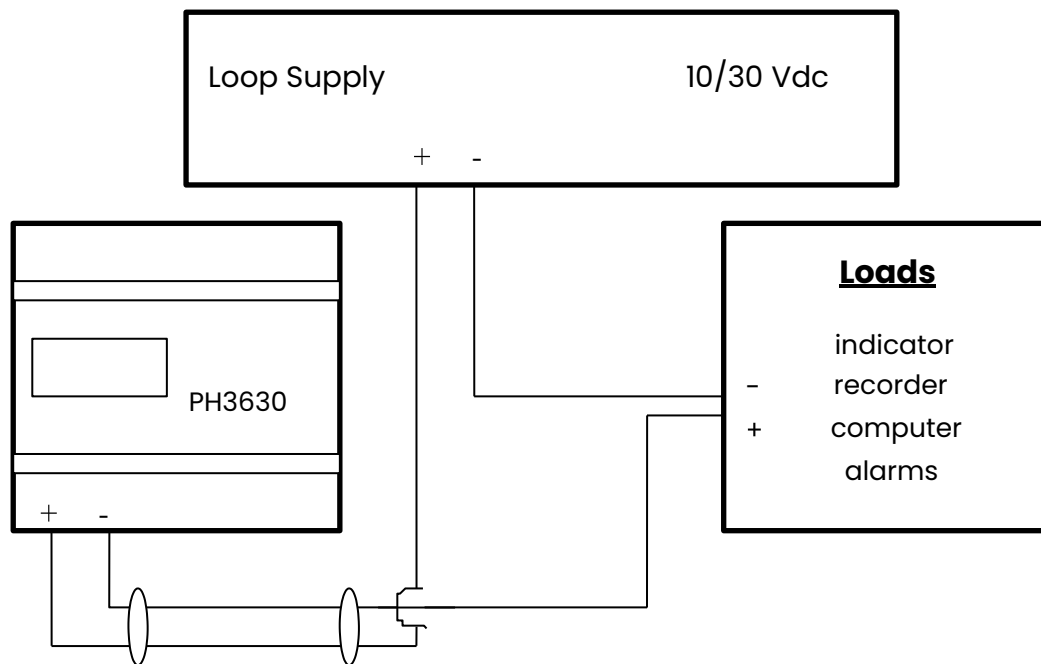 Loop Supply 10/30 Vdc
+ -
Loads
indicator
- recorder
+ computer
alarms
PH3630
+ -